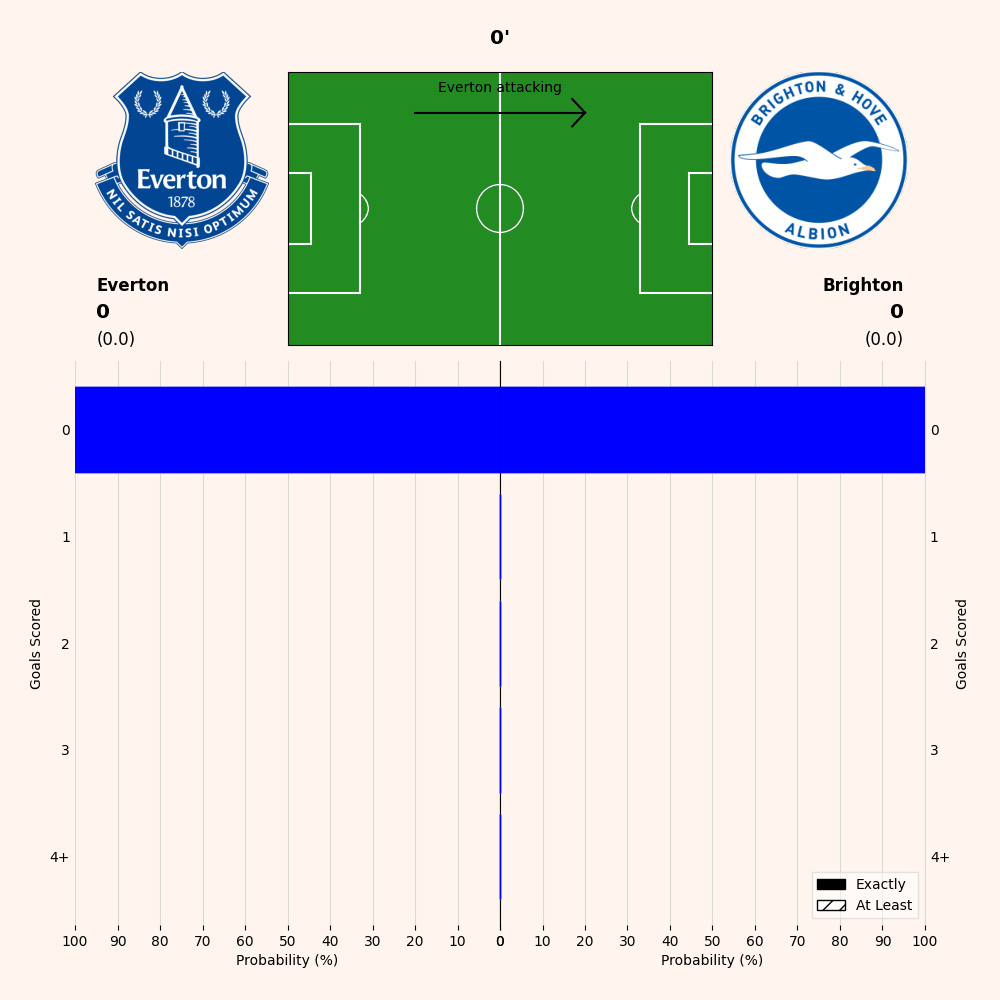 0'
Everton attacking
Everton
1878
NIL SATIS NISI OPTIMUM
BRIGHTON & HOVE
ALBION
Everton
0
(0.0)
Brighton
0
(0.0)
0
1
2
3
4+
Goals Scored
0
1
2
3
4+
Goals Scored
Exactly
At Least
100 90 80 70 60 50 40 30 20 10 0
0 10 20 30 40 50 60 70 80 90 100
Probability (%)
Probability (%)